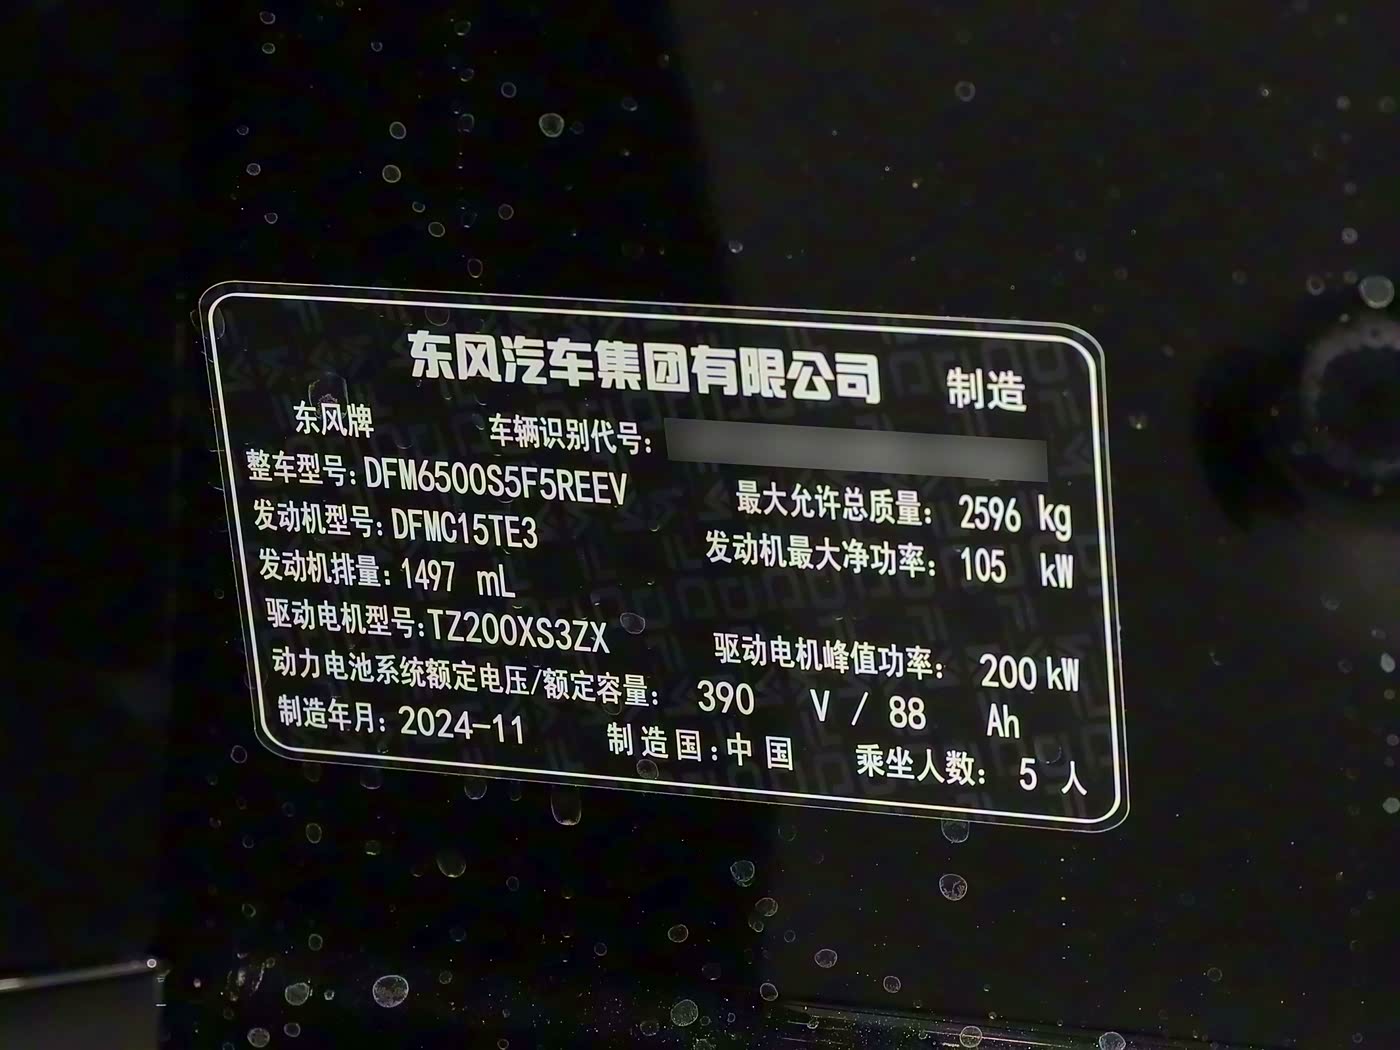 东风汽车集团有限公司 制造
东风牌 车辆识别代号:
整车型号: DFM6500S5F5REEV 最大允许总质量: 2596 kg
发动机型号: DFMC15TE3 发动机最大净功率: 105 kW
发动机排量: 1497 mL
驱动电机型号: TZ200XS3ZX 驱动电机峰值功率: 200 kW
动力电池系统额定电压/额定容量: 390 V / 88 Ah
制造年月: 2024-11 制造国: 中国 乘坐人数: 5 人